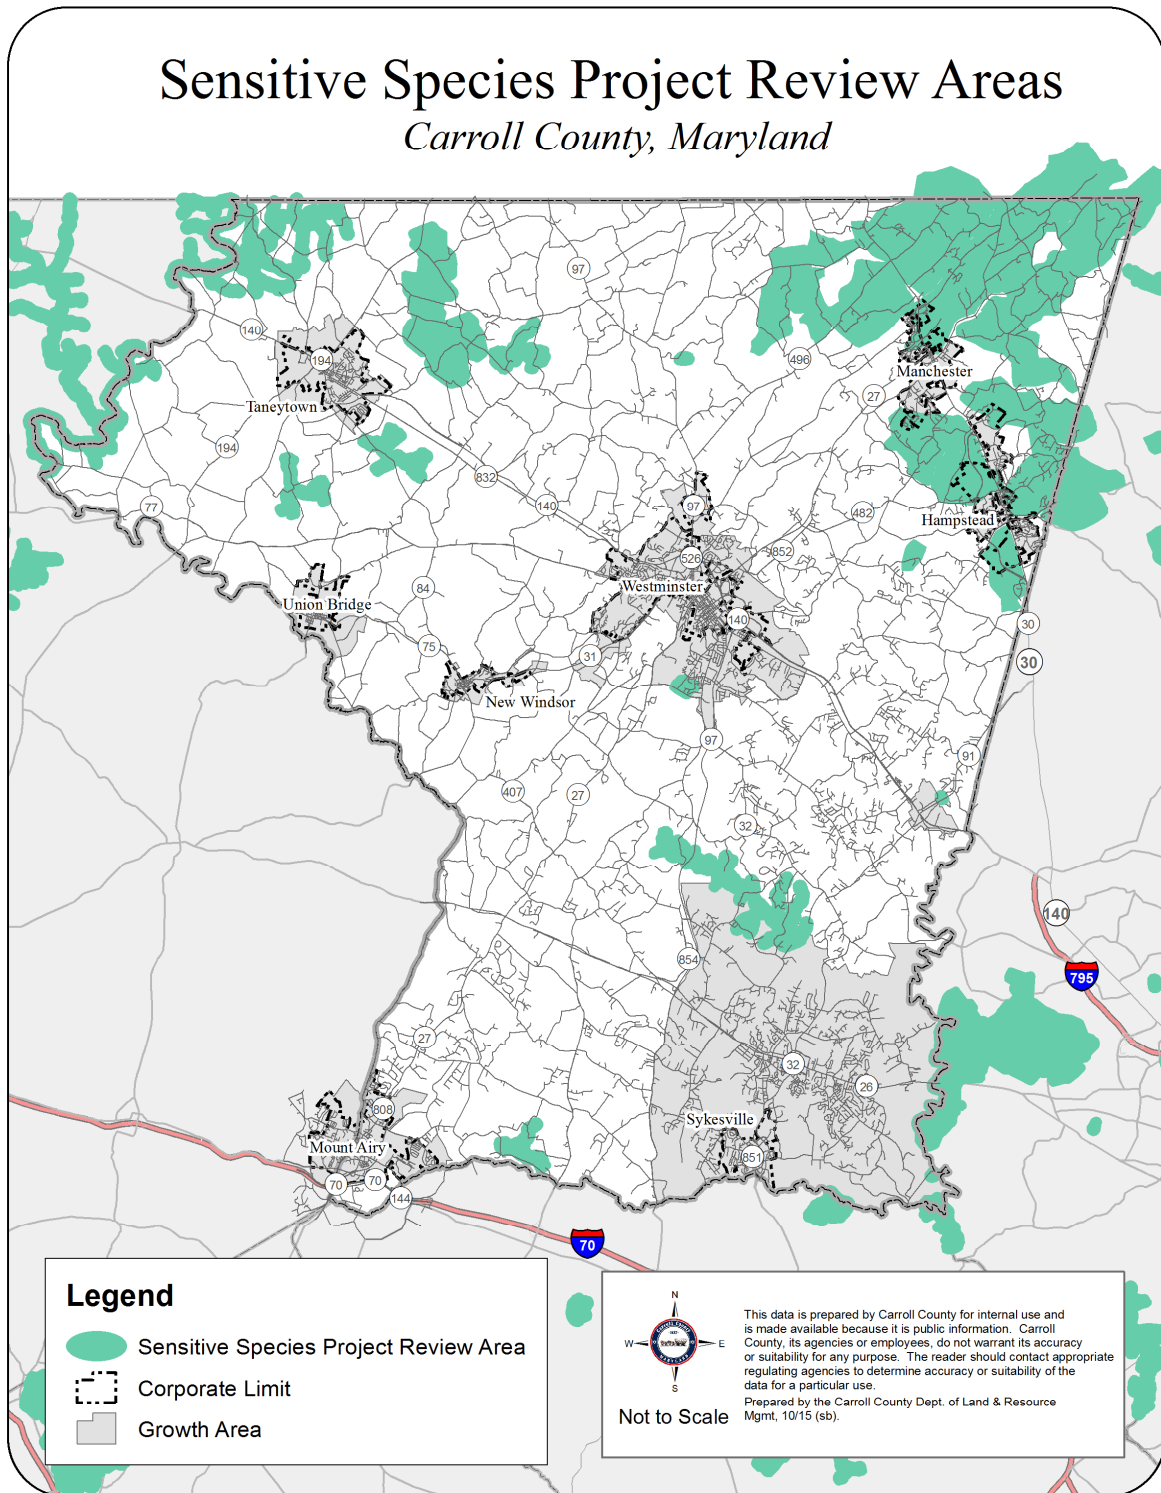 Sensitive Species Project Review Areas
Carroll County, Maryland
97
140
194
496
Manchester
27
Taneytown
194
832
77
140
97
482
Hampstead
526
852
Westminster
84
Union Bridge
140
30
75
31
30
New Windsor
97
91
407
27
32
140
854
795
27
32
26
808
Sykesville
Mount Airy
851
70
70
144
70
Legend
Sensitive Species Project Review Area
Corporate Limit
Growth Area
N
W
E
S
Not to Scale
This data is prepared by Carroll County for internal use and
is made available because it is public information. Carroll
County, its agencies or employees, do not warrant its accuracy
or suitability for any purpose. The reader should contact appropriate
regulating agencies to determine accuracy or suitability of the
data for a particular use.
Prepared by the Carroll County Dept. of Land & Resource
Mgmt, 10/15 (sb).